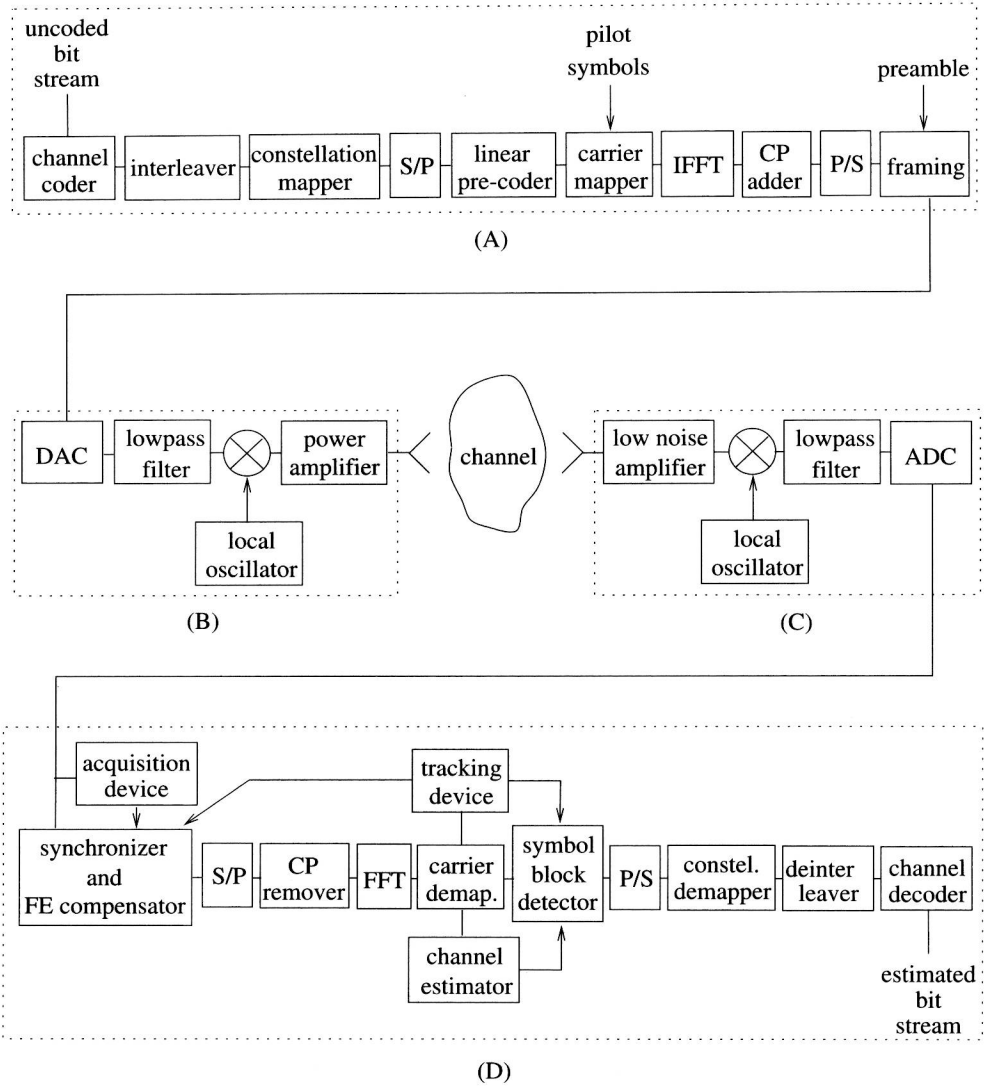 uncoded
bit
stream
pilot
symbols
preamble
channel
coder
interleaver
constellation
mapper
S/P
linear
pre-coder
carrier
mapper
IFFT
CP
adder
P/S
framing
(A)
DAC
lowpass
filter
power
amplifier
local
oscillator
(B)
channel
low noise
amplifier
lowpass
filter
ADC
local
oscillator
(C)
acquisition
device
tracking
device
synchronizer
and
FE compensator
S/P
CP
remover
FFT
carrier
demap.
symbol
block
detector
P/S
constel.
demapper
deinter
leaver
channel
decoder
channel
estimator
estimated
bit
stream
(D)